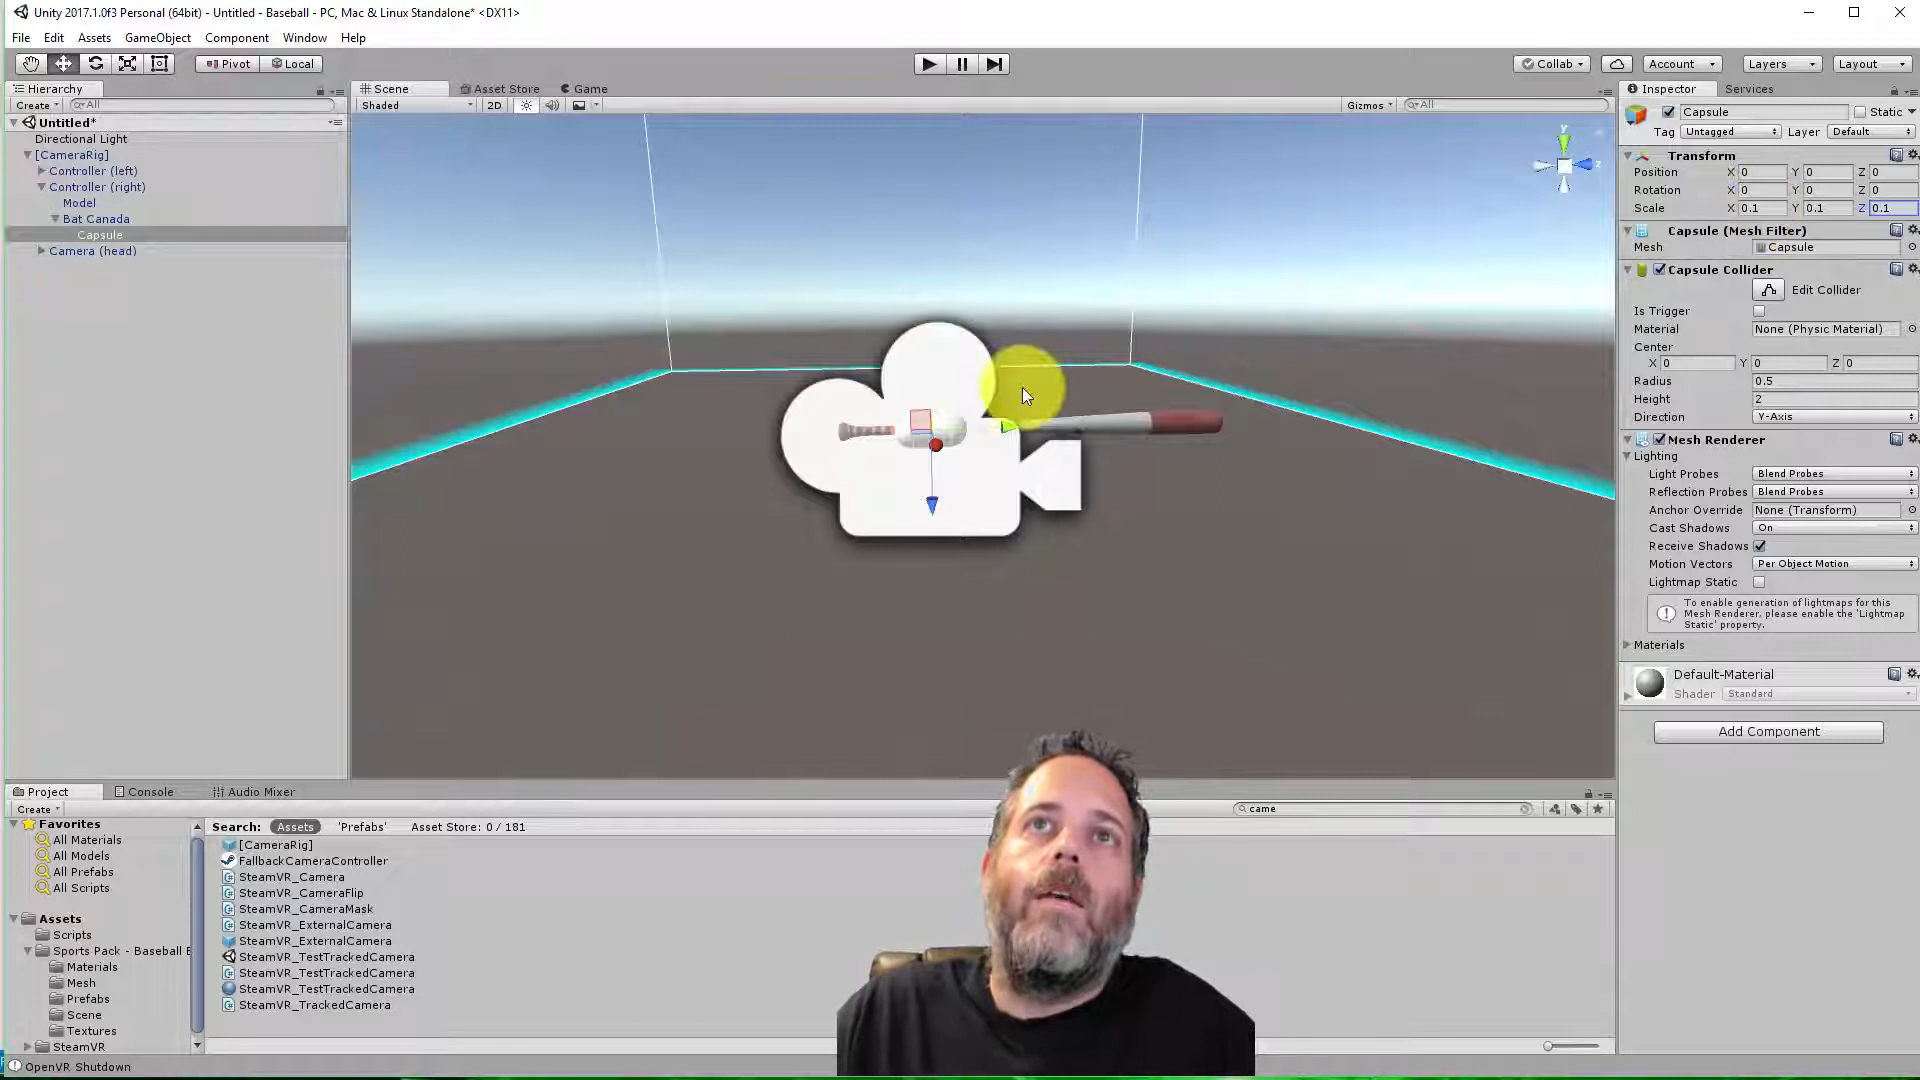 Unity 2017.1.0f3 Personal (64bit) - Untitled - Baseball - PC, Mac & Linux Standalone* <DX11>
File Edit Assets GameObject Component Window Help
Pivot Local Collab Account Layers Layout
Hierarchy
Create All
Untitled*
Directional Light
[CameraRig]
Controller (left)
Controller (right)
Model
Bat Canada
Capsule
Camera (head)
Scene Asset Store Game
Shaded 2D Gizmos All
y
z
Inspector Services
Capsule Static
Tag Untagged Layer Default
Transform
Position X 0 Y 0 Z 0
Rotation X 0 Y 0 Z 0
Scale X 0.1 Y 0.1 Z 0.1
Capsule (Mesh Filter)
Mesh Capsule
Capsule Collider
Edit Collider
Is Trigger
Material None (Physic Material)
Center
X 0 Y 0 Z 0
Radius 0.5
Height 2
Direction Y-Axis
Mesh Renderer
Lighting
Light Probes Blend Probes
Reflection Probes Blend Probes
Anchor Override None (Transform)
Cast Shadows On
Receive Shadows
Motion Vectors Per Object Motion
Lightmap Static
To enable generation of lightmaps for this
Mesh Renderer, please enable the 'Lightmap
Static' property.
Materials
Default-Material
Shader Standard
Add Component
Project Console Audio Mixer
Create came
Favorites
All Materials
All Models
All Prefabs
All Scripts
Assets
Scripts
Sports Pack - Baseball E
Materials
Mesh
Prefabs
Scene
Textures
SteamVR
Search: Assets 'Prefabs' Asset Store: 0 / 181
[CameraRig]
FallbackCameraController
SteamVR_Camera
SteamVR_CameraFlip
SteamVR_CameraMask
SteamVR_ExternalCamera
SteamVR_ExternalCamera
SteamVR_TestTrackedCamera
SteamVR_TestTrackedCamera
SteamVR_TestTrackedCamera
SteamVR_TrackedCamera
OpenVR Shutdown